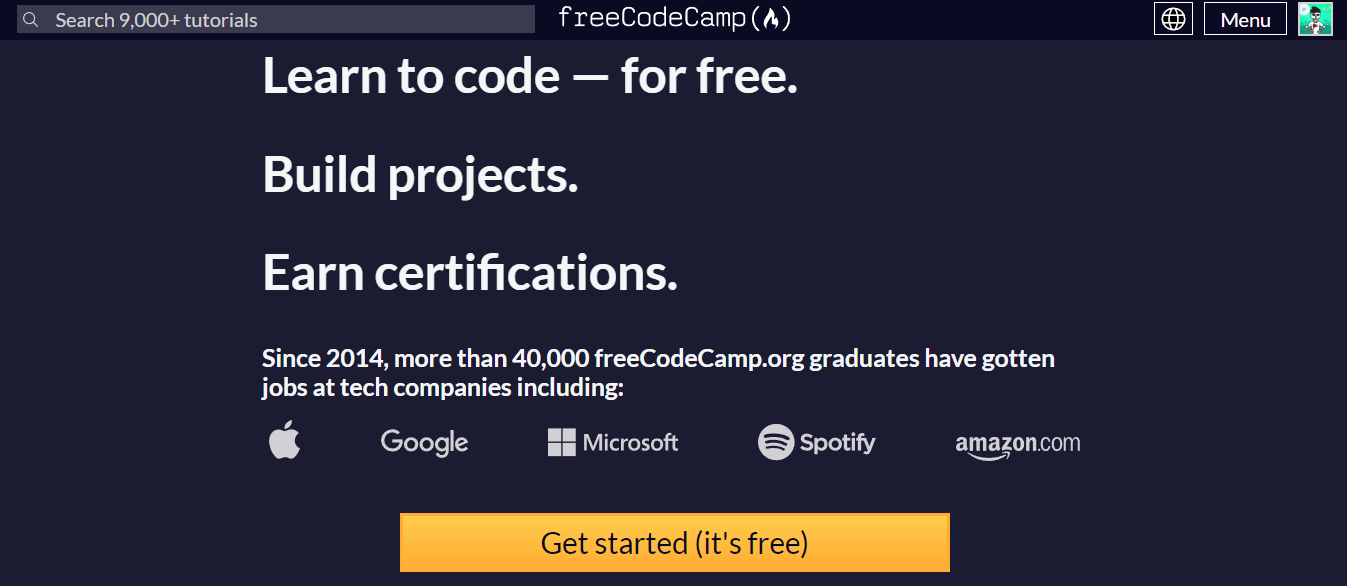 Search 9,000+ tutorials
freeCodeCamp(🔥)
Menu
Learn to code — for free.
Build projects.
Earn certifications.
Since 2014, more than 40,000 freeCodeCamp.org graduates have gotten
jobs at tech companies including:
Google
Microsoft
Spotify
amazon.com
Get started (it's free)